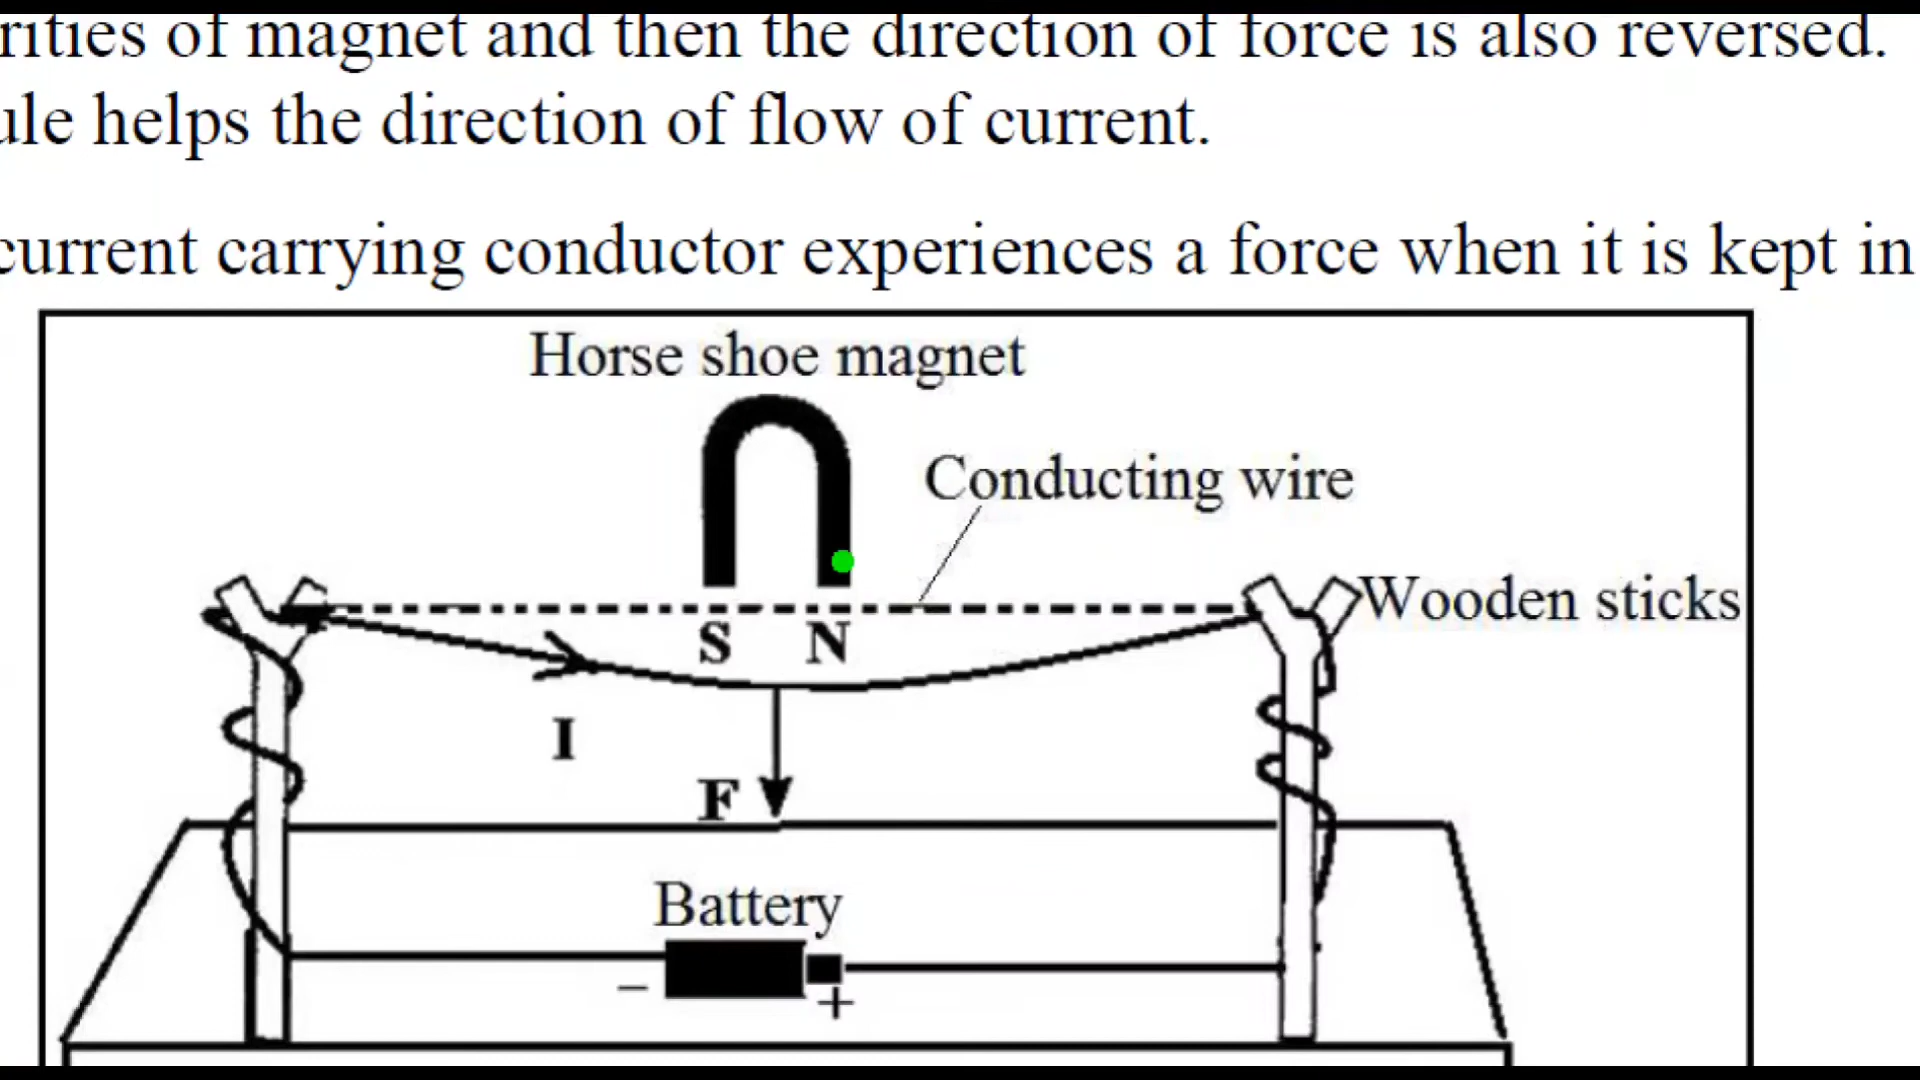 rities of magnet and then the direction of force is also reversed.
ule helps the direction of flow of current.
current carrying conductor experiences a force when it is kept in
Horse shoe magnet
Conducting wire
Wooden sticks
S N
I
F
Battery
− +